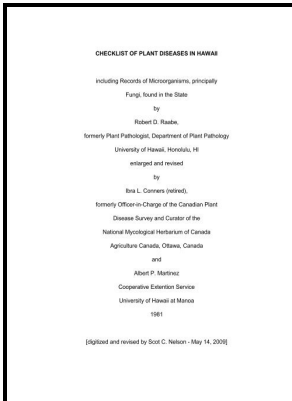 CHECKLIST OF PLANT DISEASES IN HAWAII
including Records of Microorganisms, principally
Fungi, found in the State
by
Robert D. Raabe,
formerly Plant Pathologist, Department of Plant Pathology
University of Hawaii, Honolulu, HI
enlarged and revised
by
Ibra L. Conners (retired),
formerly Officer-in-Charge of the Canadian Plant
Disease Survey and Curator of the
National Mycological Herbarium of Canada
Agriculture Canada, Ottawa, Canada
and
Albert P. Martinez
Cooperative Extention Service
University of Hawaii at Manoa
1981
[digitized and revised by Scot C. Nelson - May 14, 2009]